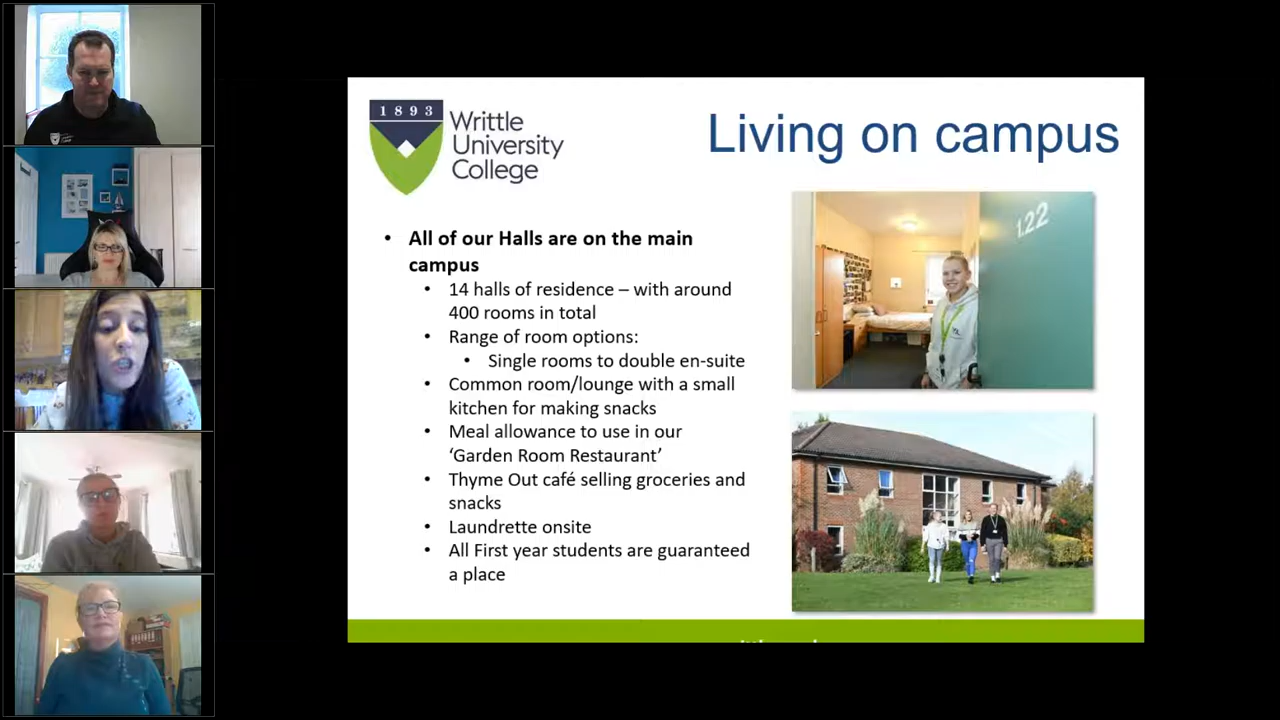 1893
Writtle
University
College
Living on campus
• All of our Halls are on the main
campus
• 14 halls of residence – with around
400 rooms in total
• Range of room options:
• Single rooms to double en-suite
• Common room/lounge with a small
kitchen for making snacks
• Meal allowance to use in our
‘Garden Room Restaurant’
• Thyme Out café selling groceries and
snacks
• Laundrette onsite
• All First year students are guaranteed
a place
122